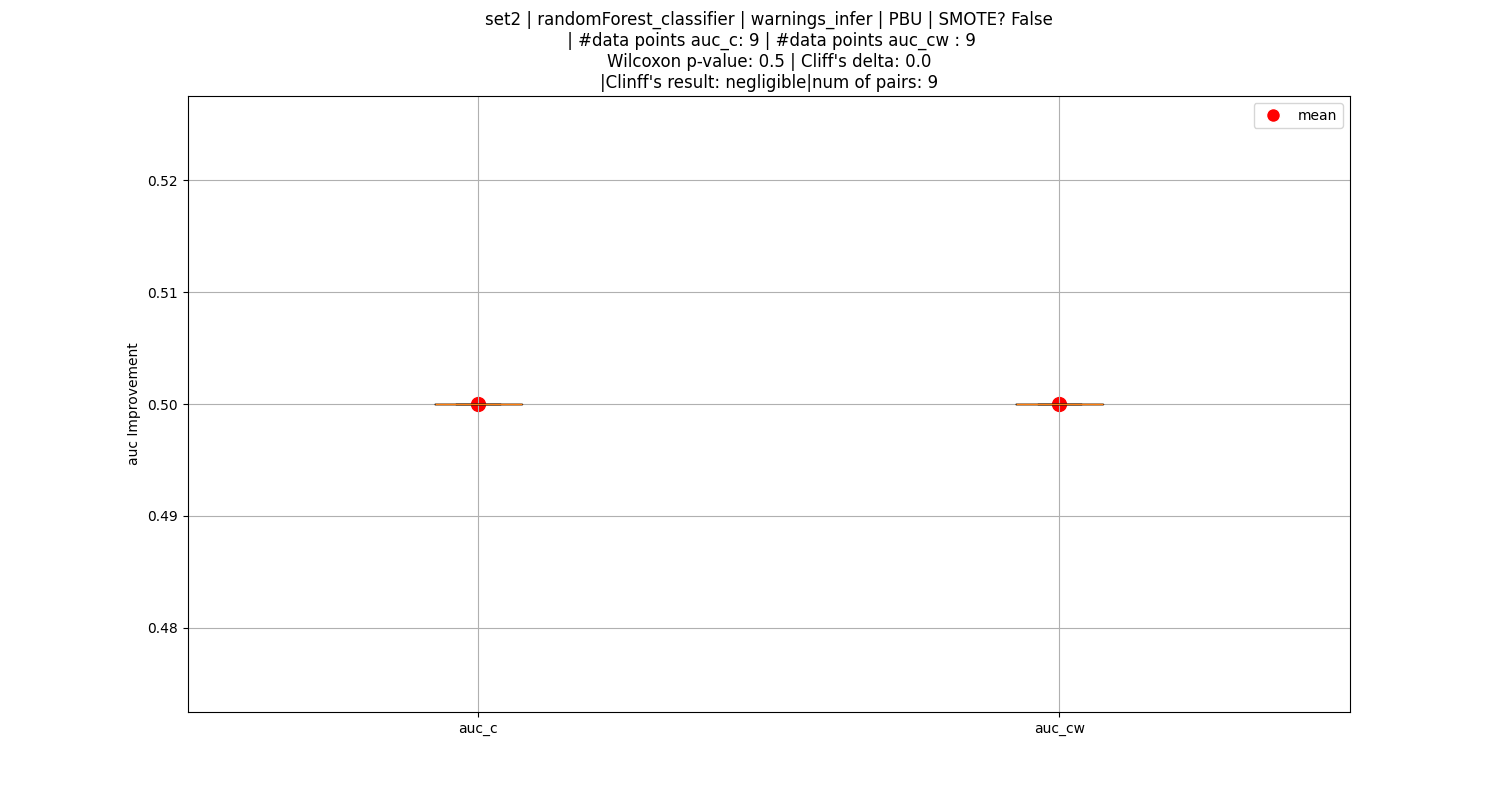 set2 | randomForest_classifier | warnings_infer | PBU | SMOTE? False
| #data points auc_c: 9 | #data points auc_cw : 9
Wilcoxon p-value: 0.5 | Cliff's delta: 0.0
|Clinff's result: negligible|num of pairs: 9
mean
0.52
0.51
0.50
0.49
0.48
auc Improvement
auc_c
auc_cw